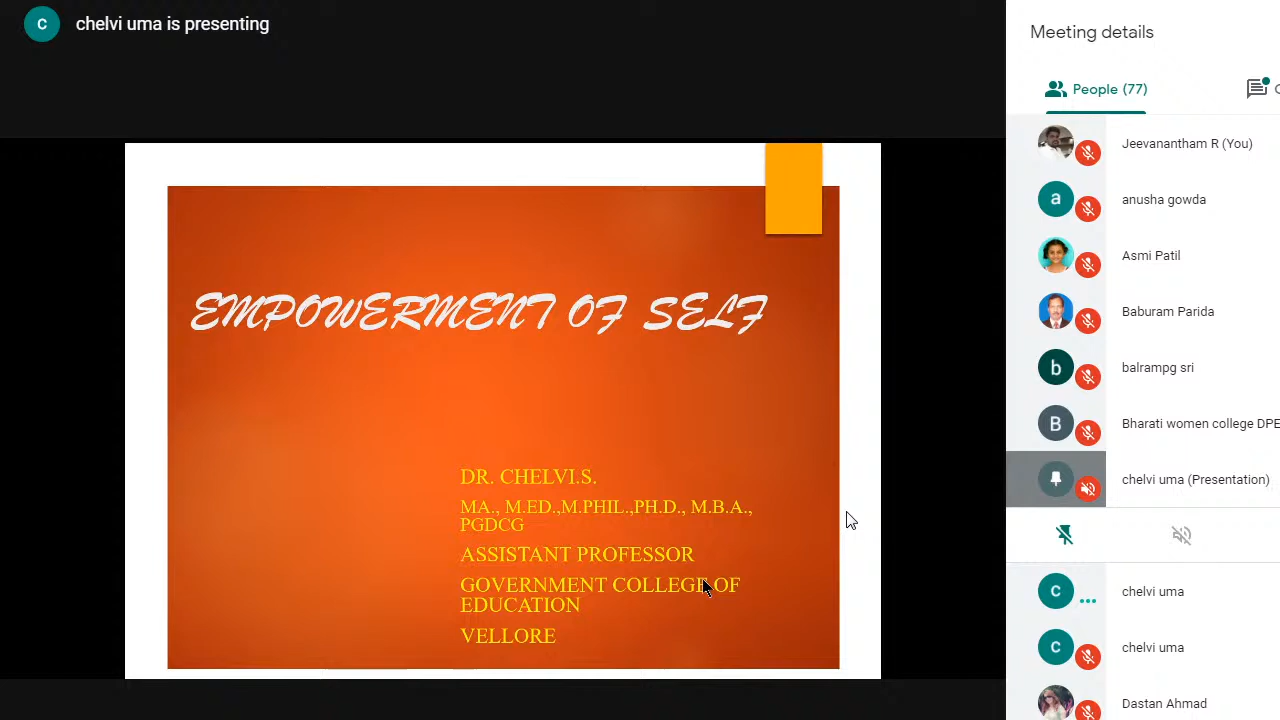 C
chelvi uma is presenting
Meeting details
People (77)
EMPOWERMENT OF SELF
DR. CHELVI.S.
MA., M.ED.,M.PHIL.,PH.D., M.B.A.,
PGDCG
ASSISTANT PROFESSOR
GOVERNMENT COLLEGE OF
EDUCATION
VELLORE
Jeevanantham R (You)
a
anusha gowda
Asmi Patil
Baburam Parida
b
balrampg sri
B
Bharati women college DPE
chelvi uma (Presentation)
C
chelvi uma
C
chelvi uma
Dastan Ahmad